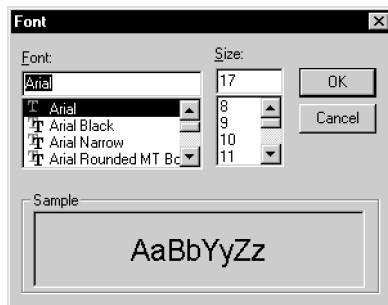 Font
Font: Size:
Arial 17 OK
Arial 8
Arial Black 9 Cancel
Arial Narrow 10
Arial Rounded MT Bo 11
Sample
AaBbYyZz